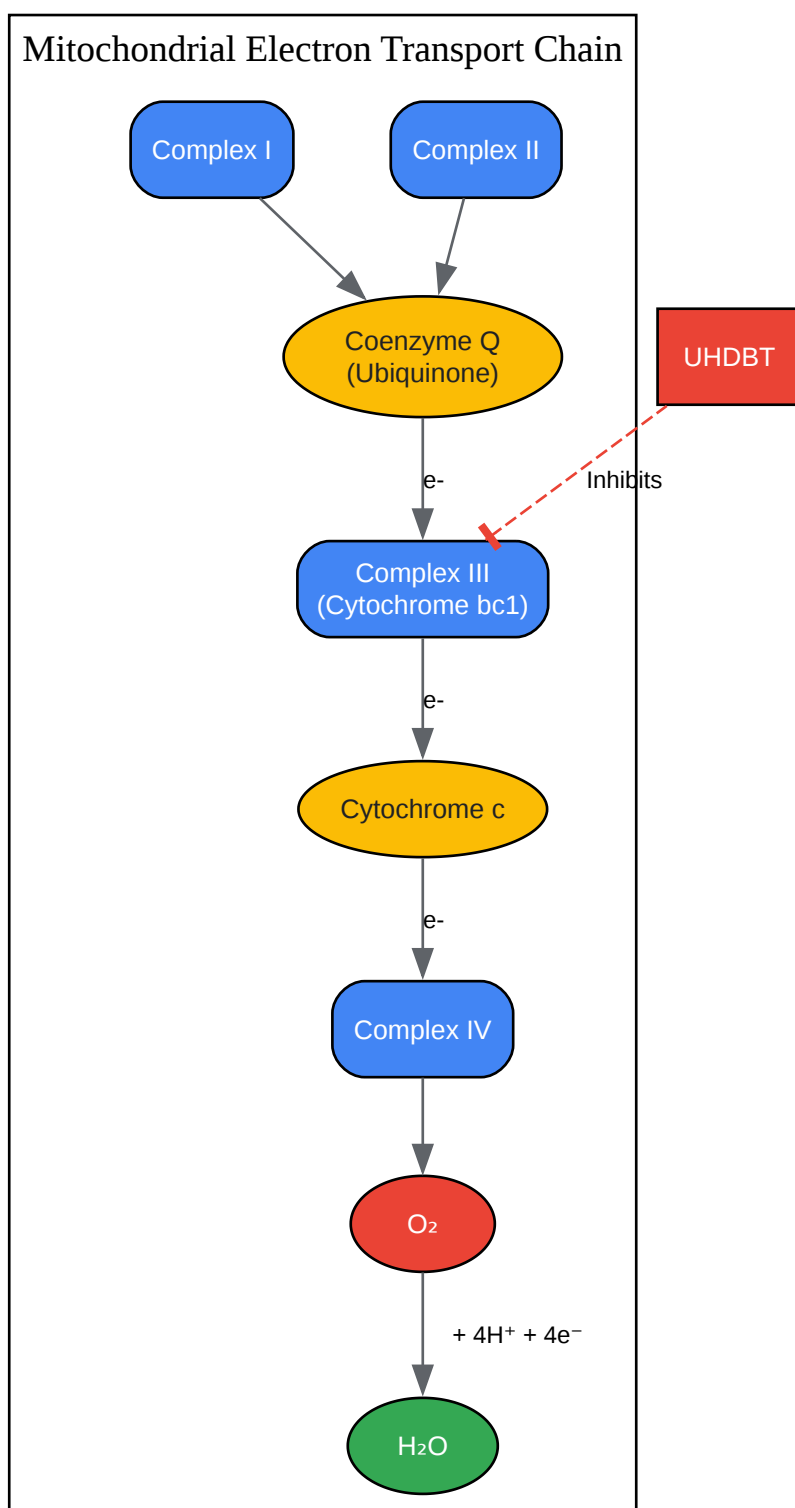 Mitochondrial Electron Transport Chain
Complex I
Complex II
Coenzyme Q
(Ubiquinone)
UHDBT
e-
Inhibits
Complex III
(Cytochrome bc1)
e-
Cytochrome c
e-
Complex IV
O₂
+ 4H⁺ + 4e⁻
H₂O